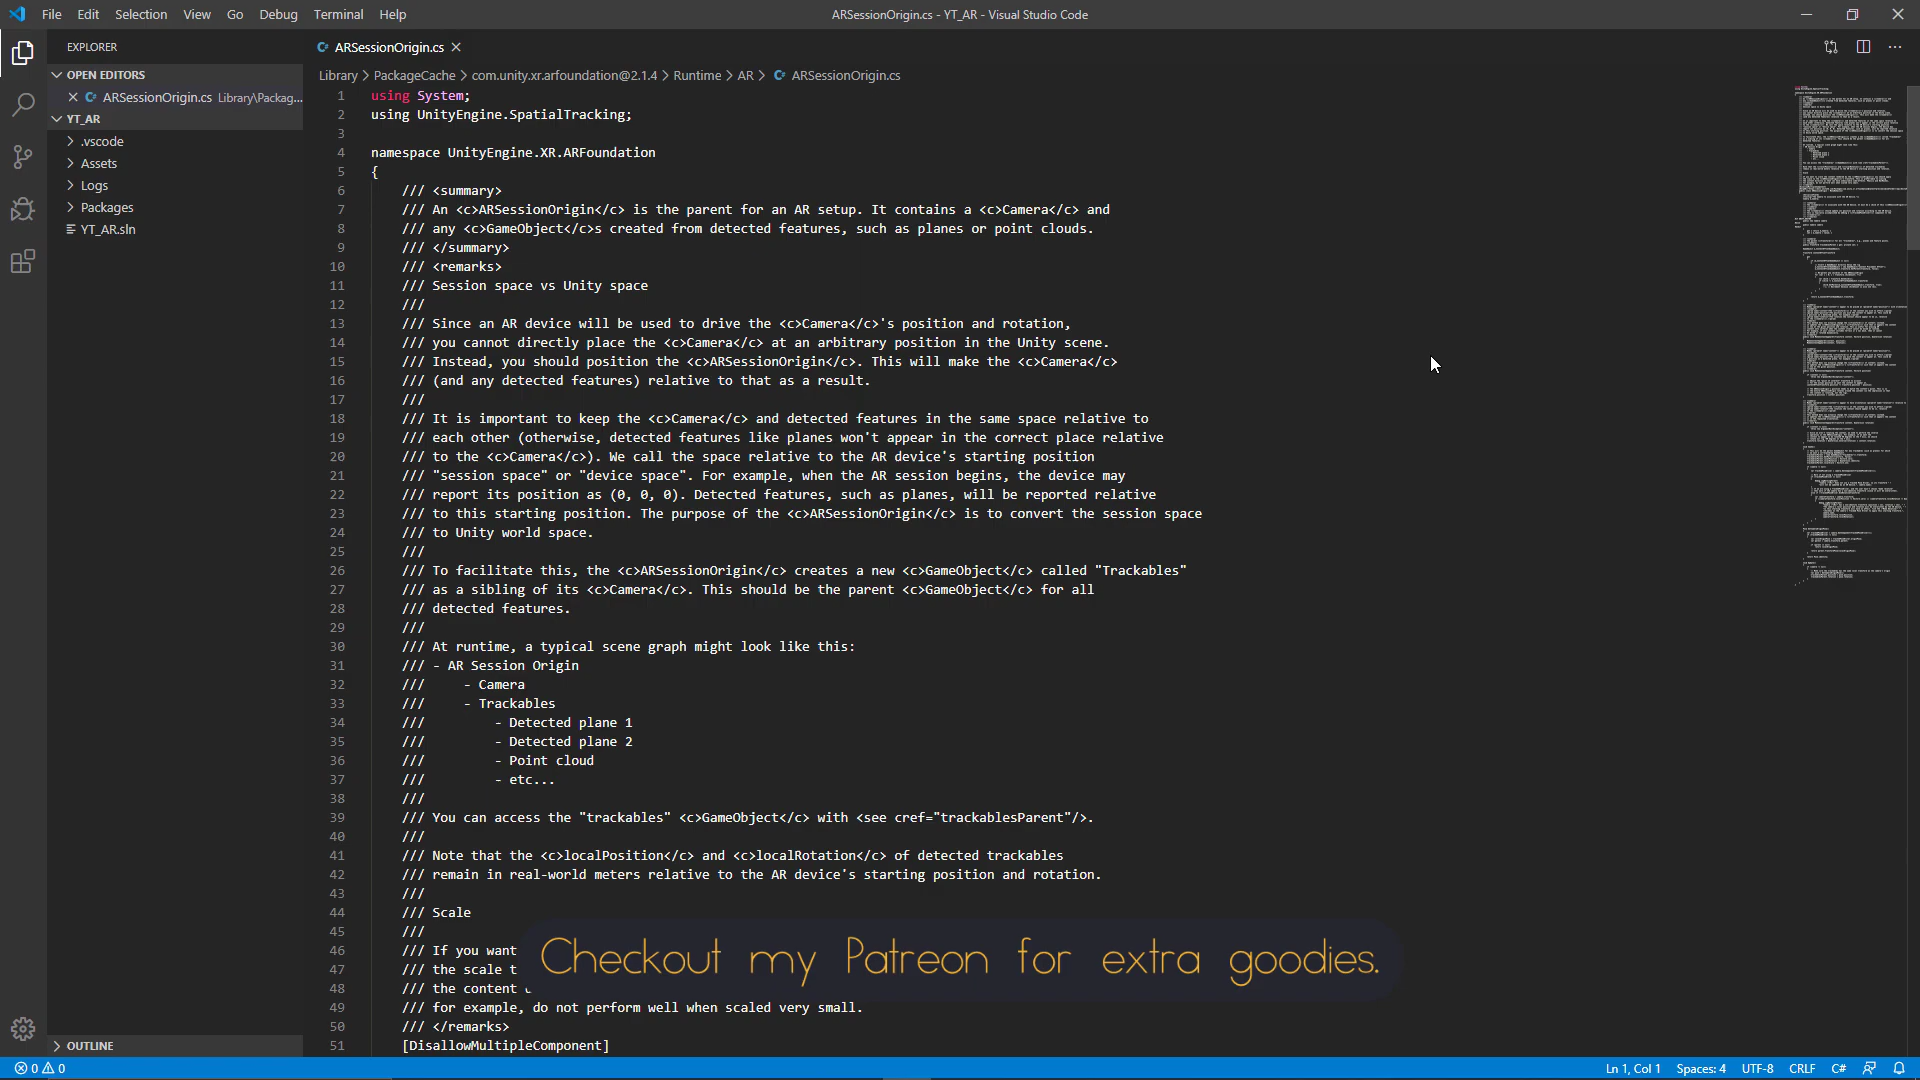 File Edit Selection View Go Debug Terminal Help
ARSessionOrigin.cs - YT_AR - Visual Studio Code
EXPLORER
OPEN EDITORS
ARSessionOrigin.cs Library\Packag...
YT_AR
.vscode
Assets
Logs
Packages
YT_AR.sln
OUTLINE
ARSessionOrigin.cs
Library > PackageCache > com.unity.xr.arfoundation@2.1.4 > Runtime > AR > ARSessionOrigin.cs
1 using System;
2 using UnityEngine.SpatialTracking;
3
4 namespace UnityEngine.XR.ARFoundation
5 {
6 /// <summary>
7 /// An <c>ARSessionOrigin</c> is the parent for an AR setup. It contains a <c>Camera</c> and
8 /// any <c>GameObject</c>s created from detected features, such as planes or point clouds.
9 /// </summary>
10 /// <remarks>
11 /// Session space vs Unity space
12 ///
13 /// Since an AR device will be used to drive the <c>Camera</c>'s position and rotation,
14 /// you cannot directly place the <c>Camera</c> at an arbitrary position in the Unity scene.
15 /// Instead, you should position the <c>ARSessionOrigin</c>. This will make the <c>Camera</c>
16 /// (and any detected features) relative to that as a result.
17 ///
18 /// It is important to keep the <c>Camera</c> and detected features in the same space relative to
19 /// each other (otherwise, detected features like planes won't appear in the correct place relative
20 /// to the <c>Camera</c>). We call the space relative to the AR device's starting position
21 /// "session space" or "device space". For example, when the AR session begins, the device may
22 /// report its position as (0, 0, 0). Detected features, such as planes, will be reported relative
23 /// to this starting position. The purpose of the <c>ARSessionOrigin</c> is to convert the session space
24 /// to Unity world space.
25 ///
26 /// To facilitate this, the <c>ARSessionOrigin</c> creates a new <c>GameObject</c> called "Trackables"
27 /// as a sibling of its <c>Camera</c>. This should be the parent <c>GameObject</c> for all
28 /// detected features.
29 ///
30 /// At runtime, a typical scene graph might look like this:
31 /// - AR Session Origin
32 /// - Camera
33 /// - Trackables
34 /// - Detected plane 1
35 /// - Detected plane 2
36 /// - Point cloud
37 /// - etc...
38 ///
39 /// You can access the "trackables" <c>GameObject</c> with <see cref="trackablesParent"/>.
40 ///
41 /// Note that the <c>localPosition</c> and <c>localRotation</c> of detected trackables
42 /// remain in real-world meters relative to the AR device's starting position and rotation.
43 ///
44 /// Scale
45 ///
46 /// If you want
47 /// the scale
48 /// the content
49 /// for example, do not perform well when scaled very small.
50 /// </remarks>
51 [DisallowMultipleComponent]
Checkout my Patreon for extra goodies.
0 0
Ln 1, Col 1 Spaces: 4 UTF-8 CRLF C#